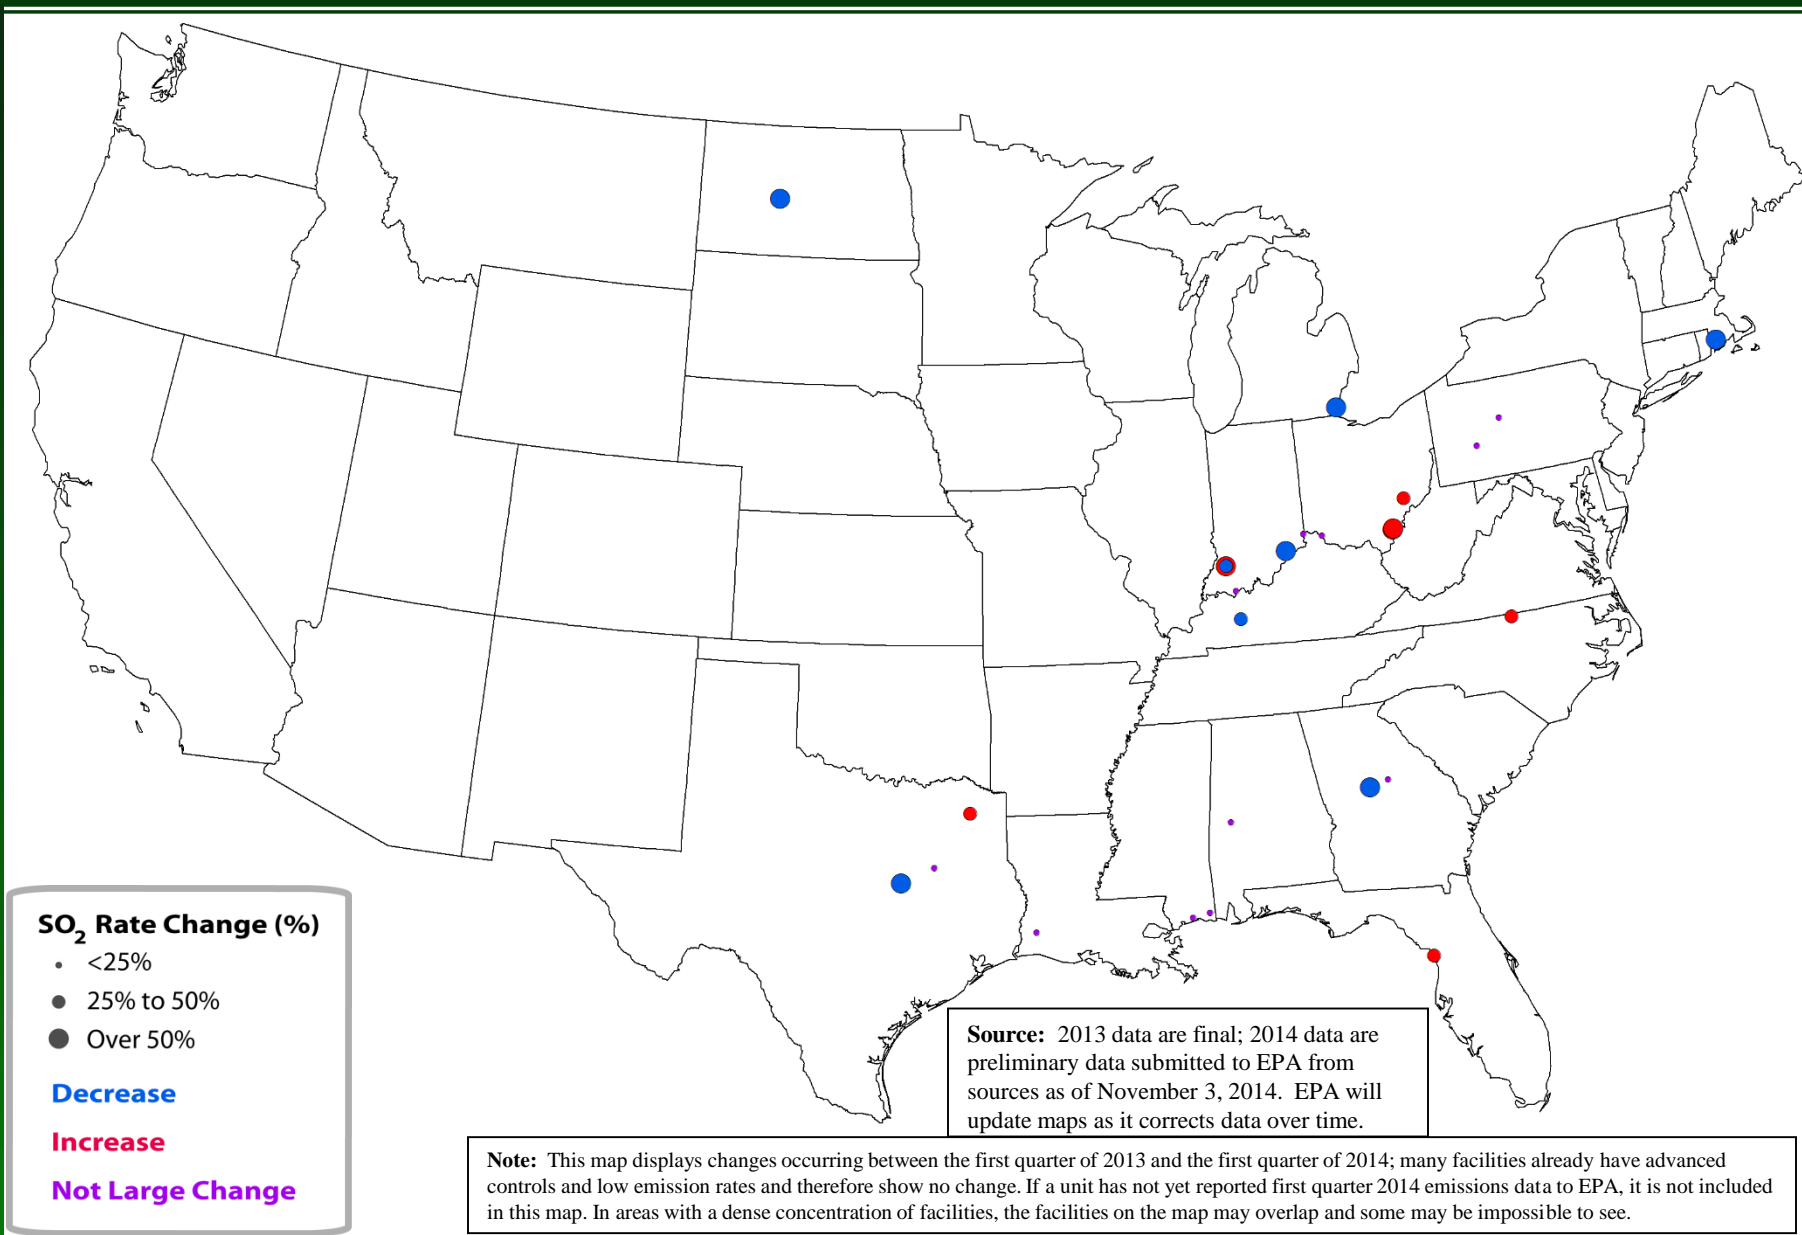 SO2 Rate Change (%)
<25%
25% to 50%
Over 50%
Decrease
Increase
Not Large Change
Source: 2013 data are final; 2014 data are
preliminary data submitted to EPA from
sources as of November 3, 2014. EPA will
update maps as it corrects data over time.
Note: This map displays changes occurring between the first quarter of 2013 and the first quarter of 2014; many facilities already have advanced
controls and low emission rates and therefore show no change. If a unit has not yet reported first quarter 2014 emissions data to EPA, it is not included
in this map. In areas with a dense concentration of facilities, the facilities on the map may overlap and some may be impossible to see.